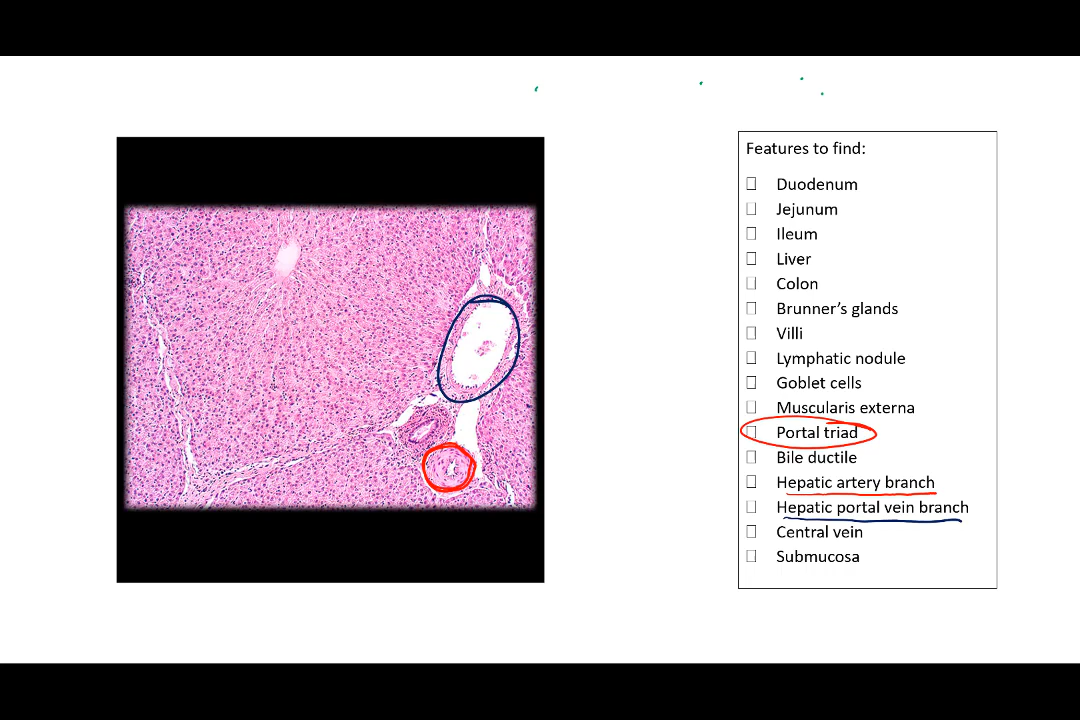 Features to find:
Duodenum
Jejunum
Ileum
Liver
Colon
Brunner's glands
Villi
Lymphatic nodule
Goblet cells
Muscularis externa
Portal triad
Bile ductile
Hepatic artery branch
Hepatic portal vein branch
Central vein
Submucosa